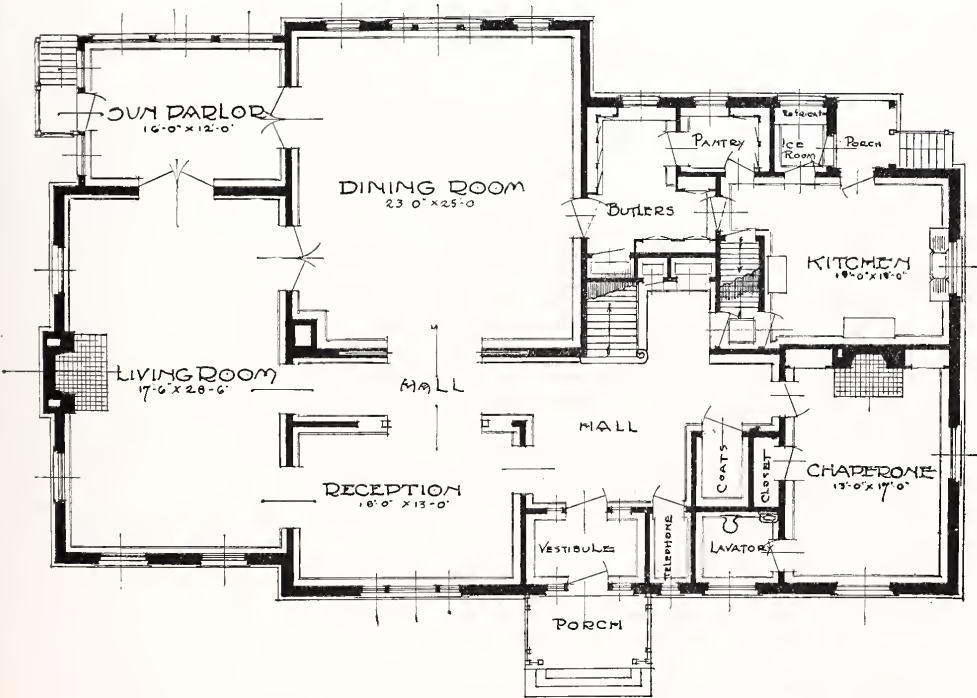 SUN PARLOR
16'-0" X 12'-0"
DINING ROOM
23'0" X 25'-0
PANTRY
ICE
ROOM
PORCH
BUTLERS
KITCHEN
LIVING ROOM
17'-6" X 28'-6"
HALL
HALL
RECEPTION
18'-0" X 13'-0"
COATS
CLOSET
CHAPERONE
13'-0" X 17'-0"
VESTIBULE
TELEPHONE
LAVATORY
PORCH